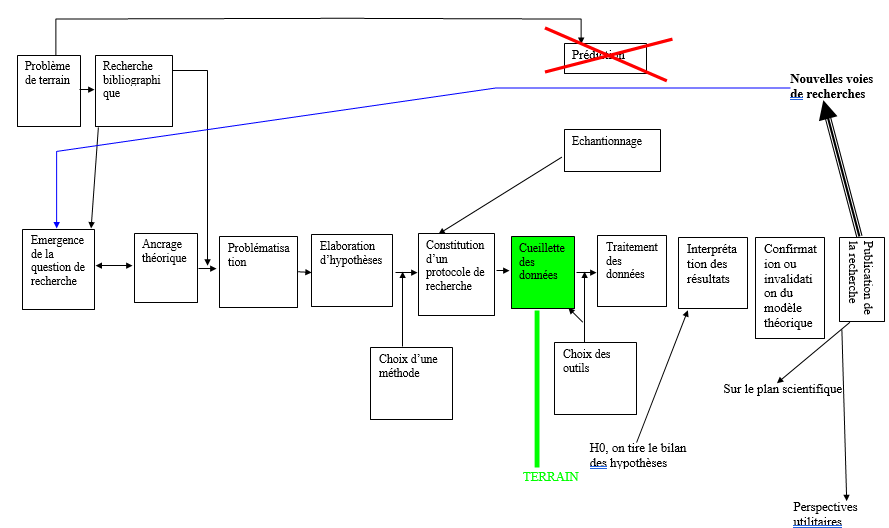 Problème
de terrain
Recherche
bibliographi
que
Prédiction
Nouvelles voies
de recherches
Echantionnage
Emergence
de la
question de
recherche
Ancrage
théorique
Problématisa
tion
Elaboration
d’hypothèses
Constitution
d’un
protocole de
recherche
Cueillette
des
données
Traitement
des
données
Interpréta
tion des
résultats
Confirmat
ion ou
invalidati
on du
modèle
théorique
Publication de
la recherche
Choix d’une
méthode
Choix des
outils
Sur le plan scientifique
H0, on tire le bilan
des hypothèses
TERRAIN
Perspectives
utilitaires